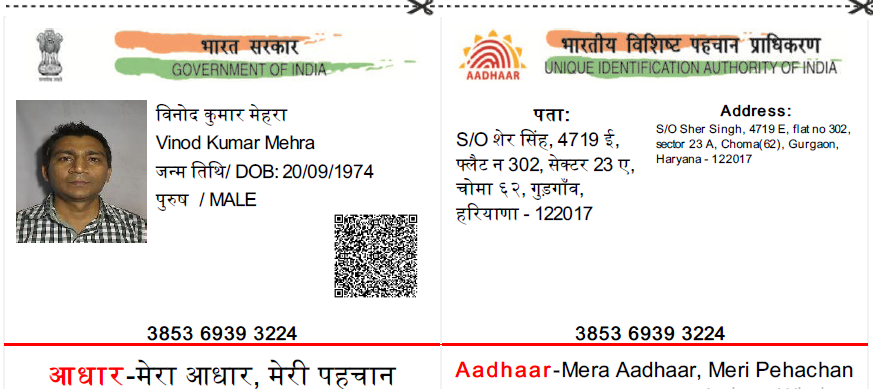 भारत सरकार
GOVERNMENT OF INDIA
विनोद कुमार मेहरा
Vinod Kumar Mehra
जन्म तिथि/ DOB: 20/09/1974
पुरुष / MALE
3853 6939 3224
आधार-मेरा आधार, मेरी पहचान
भारतीय विशिष्ट पहचान प्राधिकरण
AADHAAR
UNIQUE IDENTIFICATION AUTHORITY OF INDIA
पता:
S/O शेर सिंह, 4719 ई,
फ्लैट न 302, सेक्टर 23 ए,
चोमा ६२, गुड़गाँव,
हरियाणा - 122017
Address:
S/O Sher Singh, 4719 E, flat no 302,
sector 23 A, Choma(62), Gurgaon,
Haryana - 122017
3853 6939 3224
Aadhaar-Mera Aadhaar, Meri Pehachan